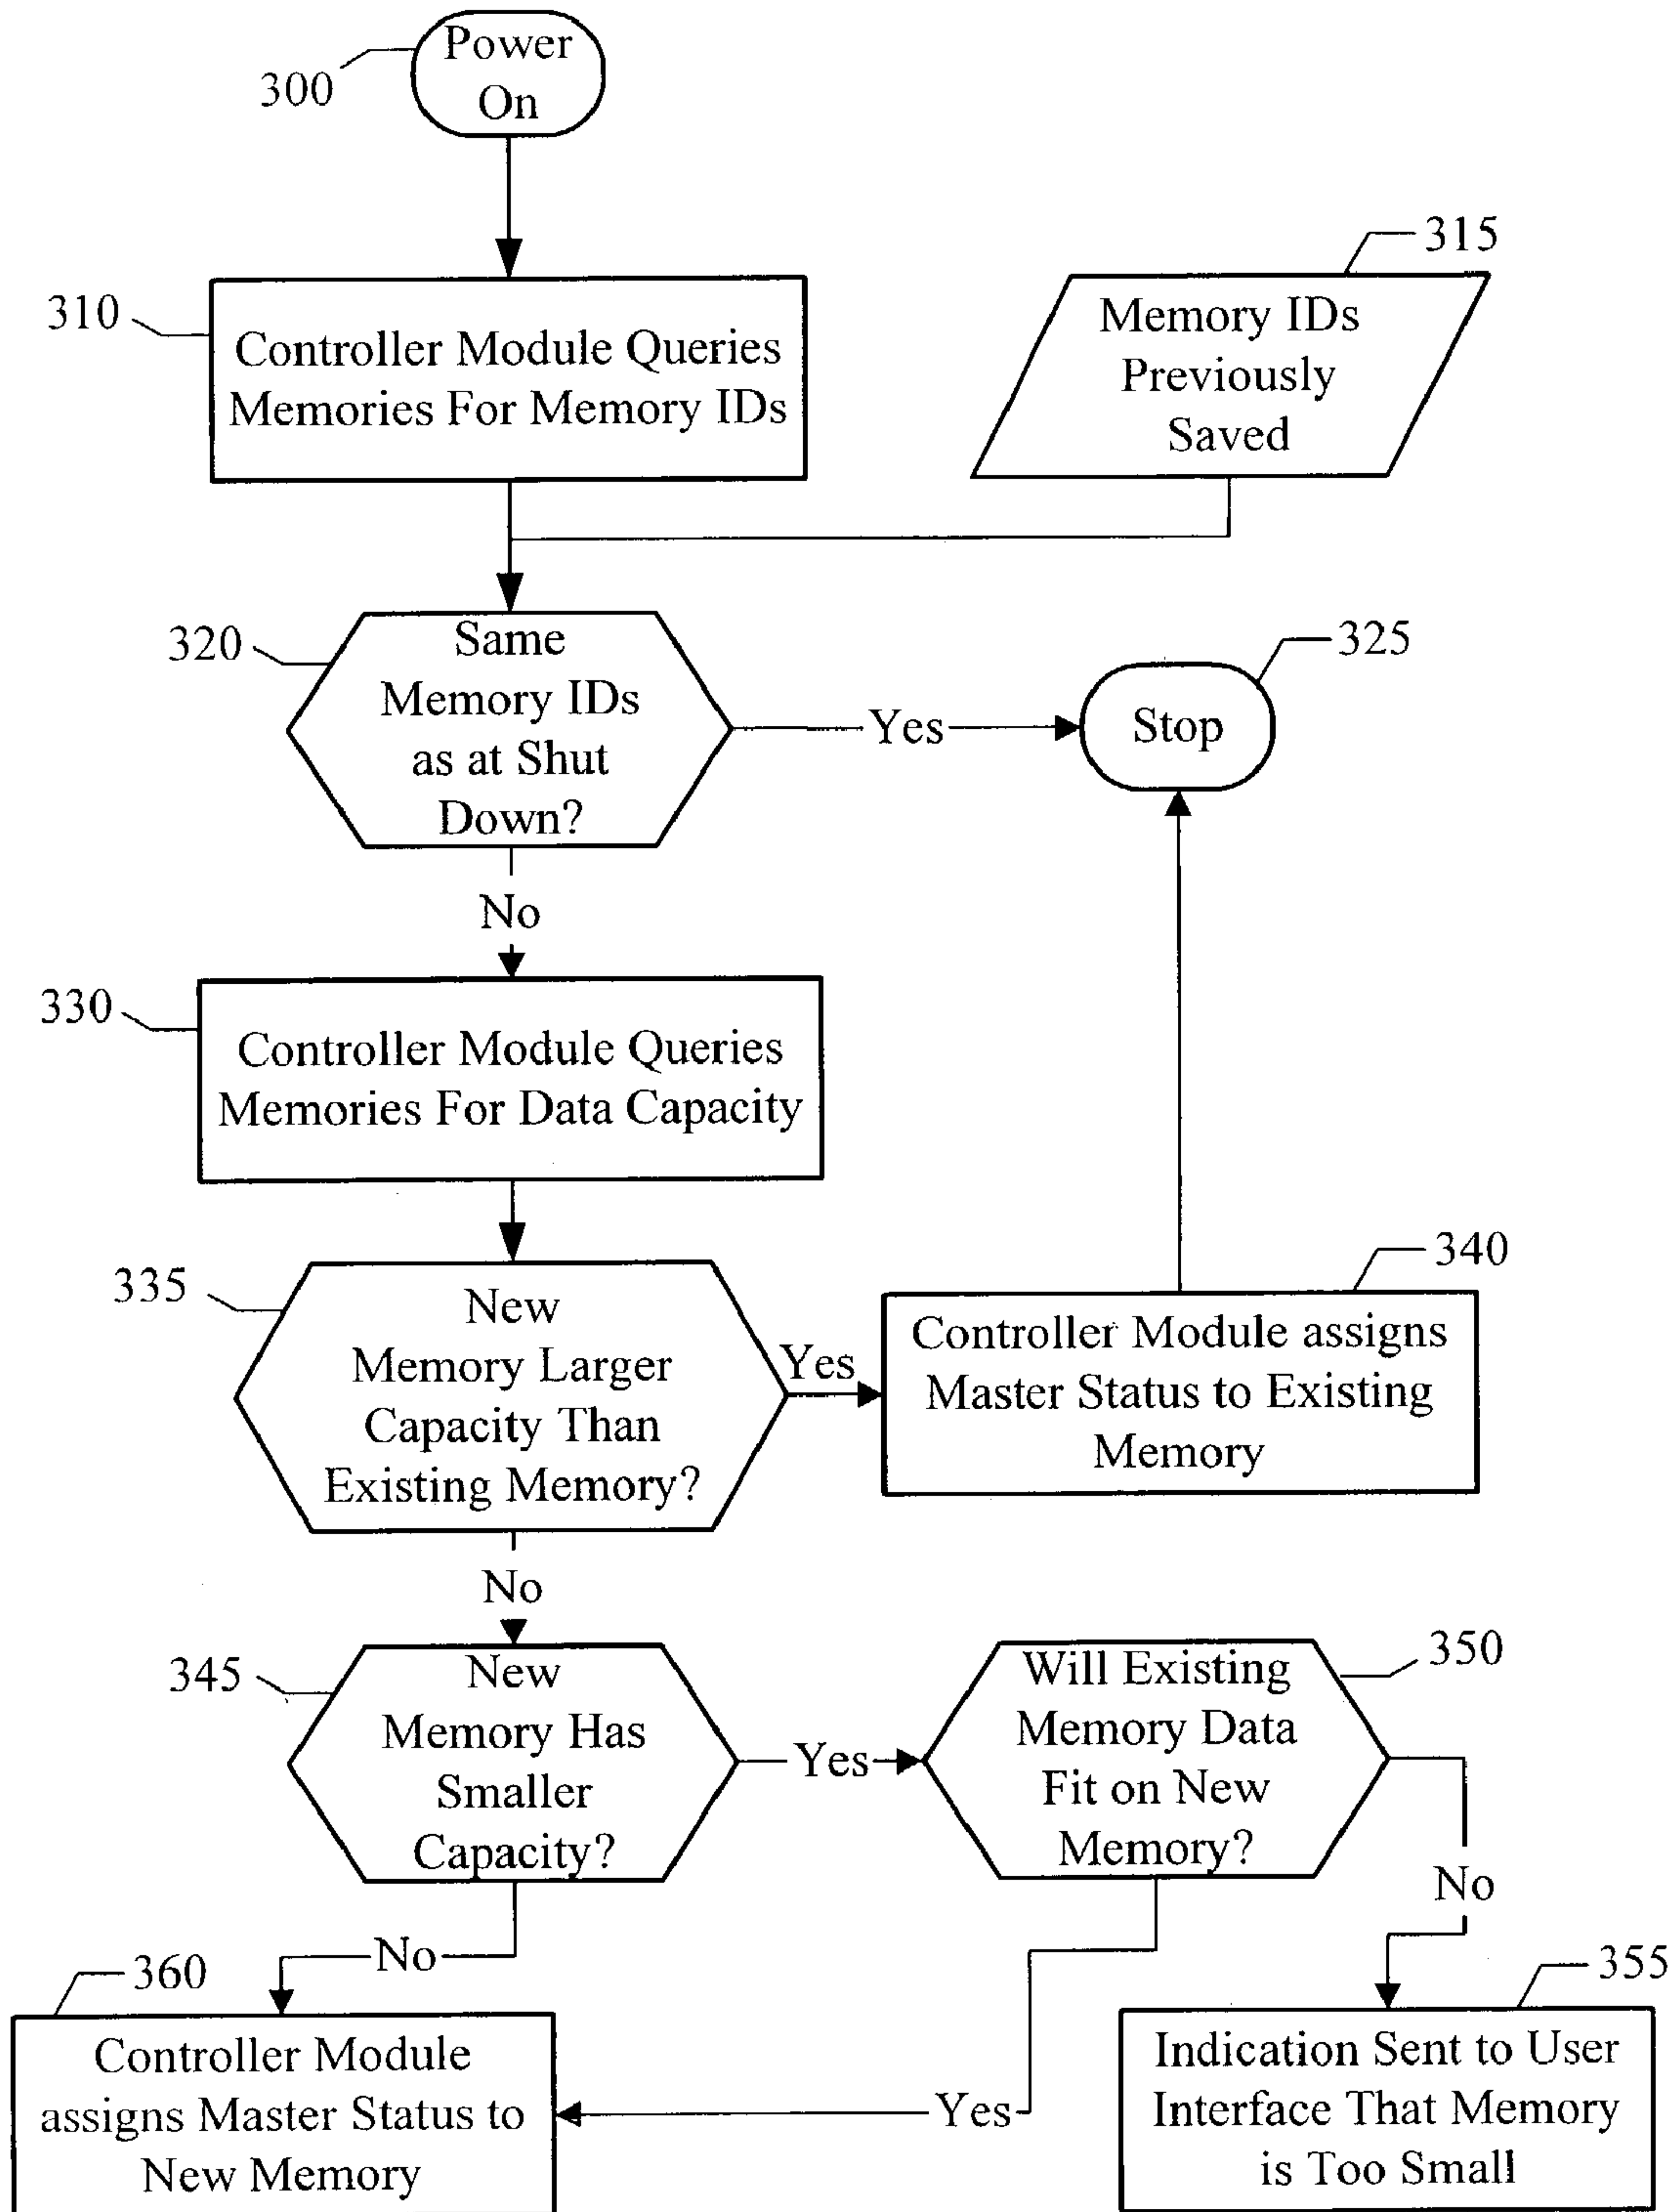 Power
On
300
315
310
Controller Module Queries
Memories For Memory IDs
Memory IDs
Previously
Saved
320
Same
Memory IDs
as at Shut
Down?
Yes
325
Stop
No
330
Controller Module Queries
Memories For Data Capacity
335
New
Memory Larger
Capacity Than
Existing Memory?
Yes
340
Controller Module assigns
Master Status to Existing
Memory
No
345
New
Memory Has
Smaller
Capacity?
Yes
350
Will Existing
Memory Data
Fit on New
Memory?
No
No
360
Controller Module
assigns Master Status to
New Memory
Yes
355
Indication Sent to User
Interface That Memory
is Too Small